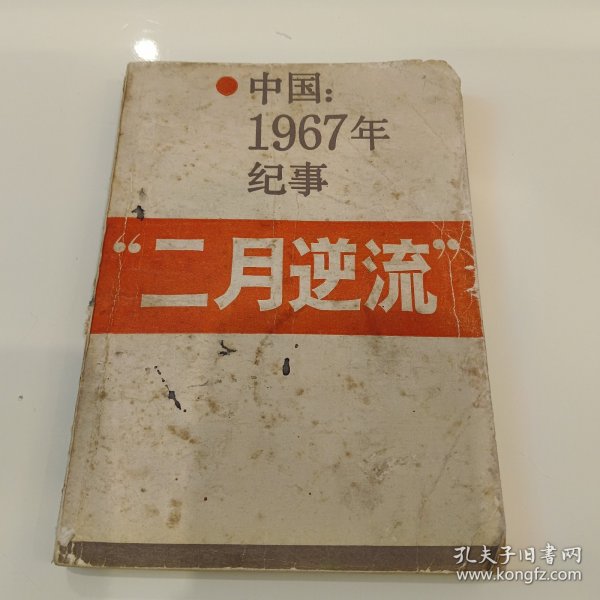 中国：
1967年
纪事
“二月逆流”
孔夫子旧书网
www.kongfz.com